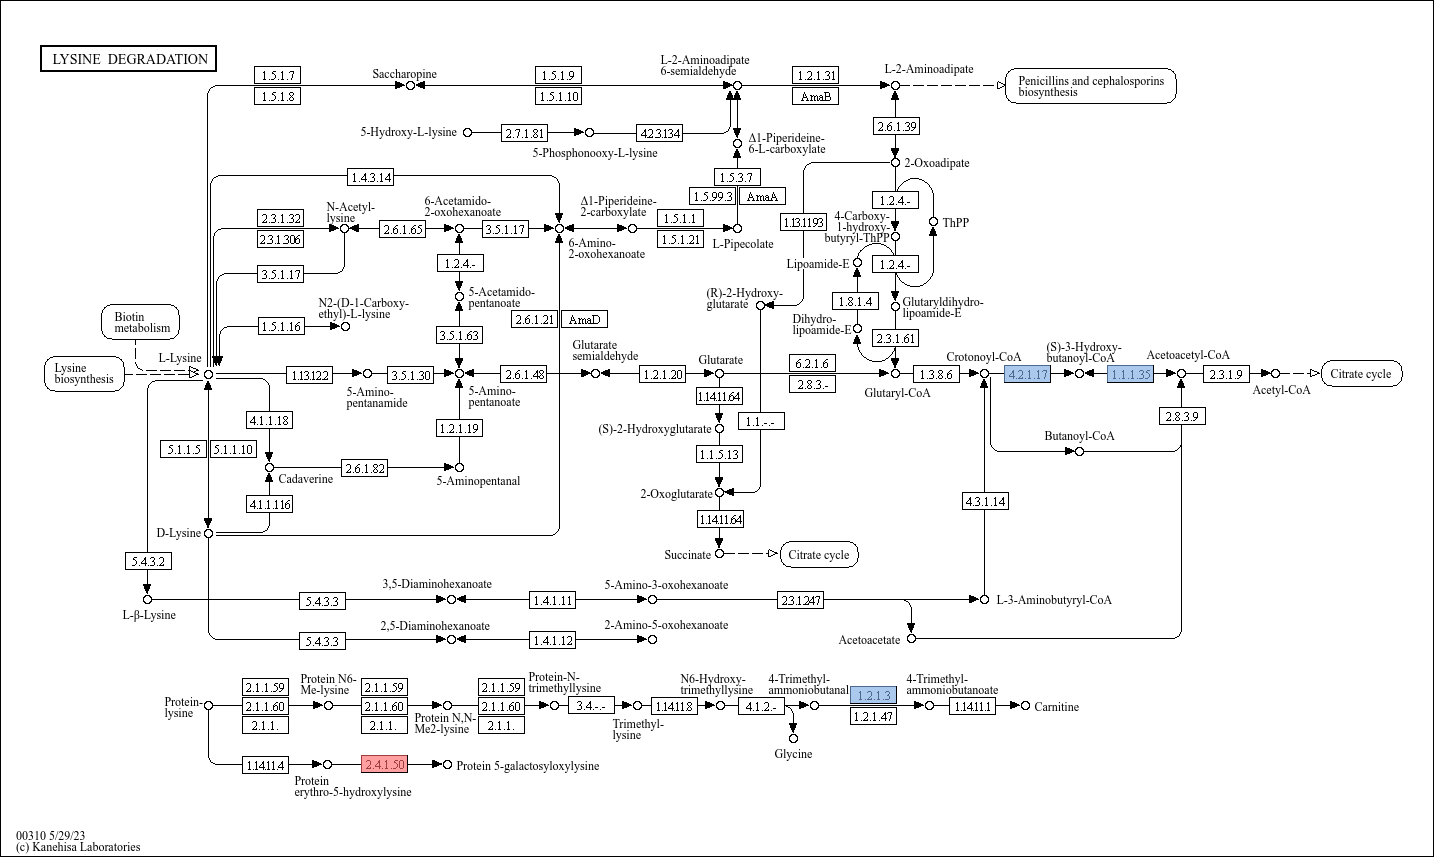 LYSINE DEGRADATION
1.5.1.7
1.5.1.8
Saccharopine
1.5.1.9
1.5.1.10
L-2-Aminoadipate
6-semialdehyde
1.2.1.31
AmaB
L-2-Aminoadipate
Penicillins and cephalosporins
biosynthesis
5-Hydroxy-L-lysine
2.7.1.81
5-Phosphonooxy-L-lysine
4.2.3.134
Δ1-Piperideine-
6-L-carboxylate
2.6.1.39
2-Oxoadipate
1.4.3.14
1.5.3.7
1.5.99.3
AmaA
1.2.4.-
ThPP
2.3.1.32
2.3.1.306
N-Acetyl-
lysine
2.6.1.65
6-Acetamido-
2-oxohexanoate
3.5.1.17
6-Amino-
2-oxohexanoate
Δ1-Piperideine-
2-carboxylate
1.5.1.1
1.5.1.21
L-Pipecolate
1.13.11.93
4-Carboxy-
1-hydroxy-
butyryl-ThPP
3.5.1.17
1.2.4.-
5-Acetamido-
pentanoate
Lipoamide-E
1.2.4.-
1.8.1.4
Glutaryldihydro-
lipoamide-E
Dihydro-
lipoamide-E
2.3.1.61
(R)-2-Hydroxy-
glutarate
N2-(D-1-Carboxy-
ethyl)-L-lysine
1.5.1.16
3.5.1.63
2.6.1.21
AmaD
Biotin
metabolism
Lysine
biosynthesis
L-Lysine
1.13.12.2
5-Amino-
pentanamide
3.5.1.30
5-Amino-
pentanoate
2.6.1.48
Glutarate
semialdehyde
1.2.1.20
Glutarate
6.2.1.6
2.8.3.-
Glutaryl-CoA
1.3.8.6
Crotonoyl-CoA
4.2.1.17
(S)-3-Hydroxy-
butanoyl-CoA
1.1.1.35
Acetoacetyl-CoA
2.3.1.9
Acetyl-CoA
Citrate cycle
4.1.1.18
1.2.1.19
1.14.11.64
1.1.-.-
2.8.3.9
(S)-2-Hydroxyglutarate
Butanoyl-CoA
5.1.1.5
5.1.1.10
Cadaverine
2.6.1.82
5-Aminopentanal
1.1.5.13
2-Oxoglutarate
4.1.1.116
4.3.1.14
1.14.11.64
D-Lysine
Succinate
Citrate cycle
5.4.3.2
L-β-Lysine
5.4.3.3
3,5-Diaminohexanoate
1.4.1.11
5-Amino-3-oxohexanoate
2.3.1.247
L-3-Aminobutyryl-CoA
5.4.3.3
2,5-Diaminohexanoate
1.4.1.12
2-Amino-5-oxohexanoate
Acetoacetate
Protein-
lysine
2.1.1.59
2.1.1.60
2.1.1.
Protein N6-
Me-lysine
2.1.1.59
2.1.1.60
2.1.1.
Protein N,N-
Me2-lysine
2.1.1.59
2.1.1.60
2.1.1.
Protein-N-
trimethyllysine
3.4.-.-
Trimethyl-
lysine
1.14.11.8
N6-Hydroxy-
trimethyllysine
4.1.2.-
Glycine
4-Trimethyl-
ammoniobutanal
1.2.1.3
1.2.1.47
4-Trimethyl-
ammoniobutanoate
1.14.11.1
Carnitine
1.14.11.4
Protein
erythro-5-hydroxylysine
2.4.1.50
Protein 5-galactosyloxylysine
00310 5/29/23
(c) Kanehisa Laboratories